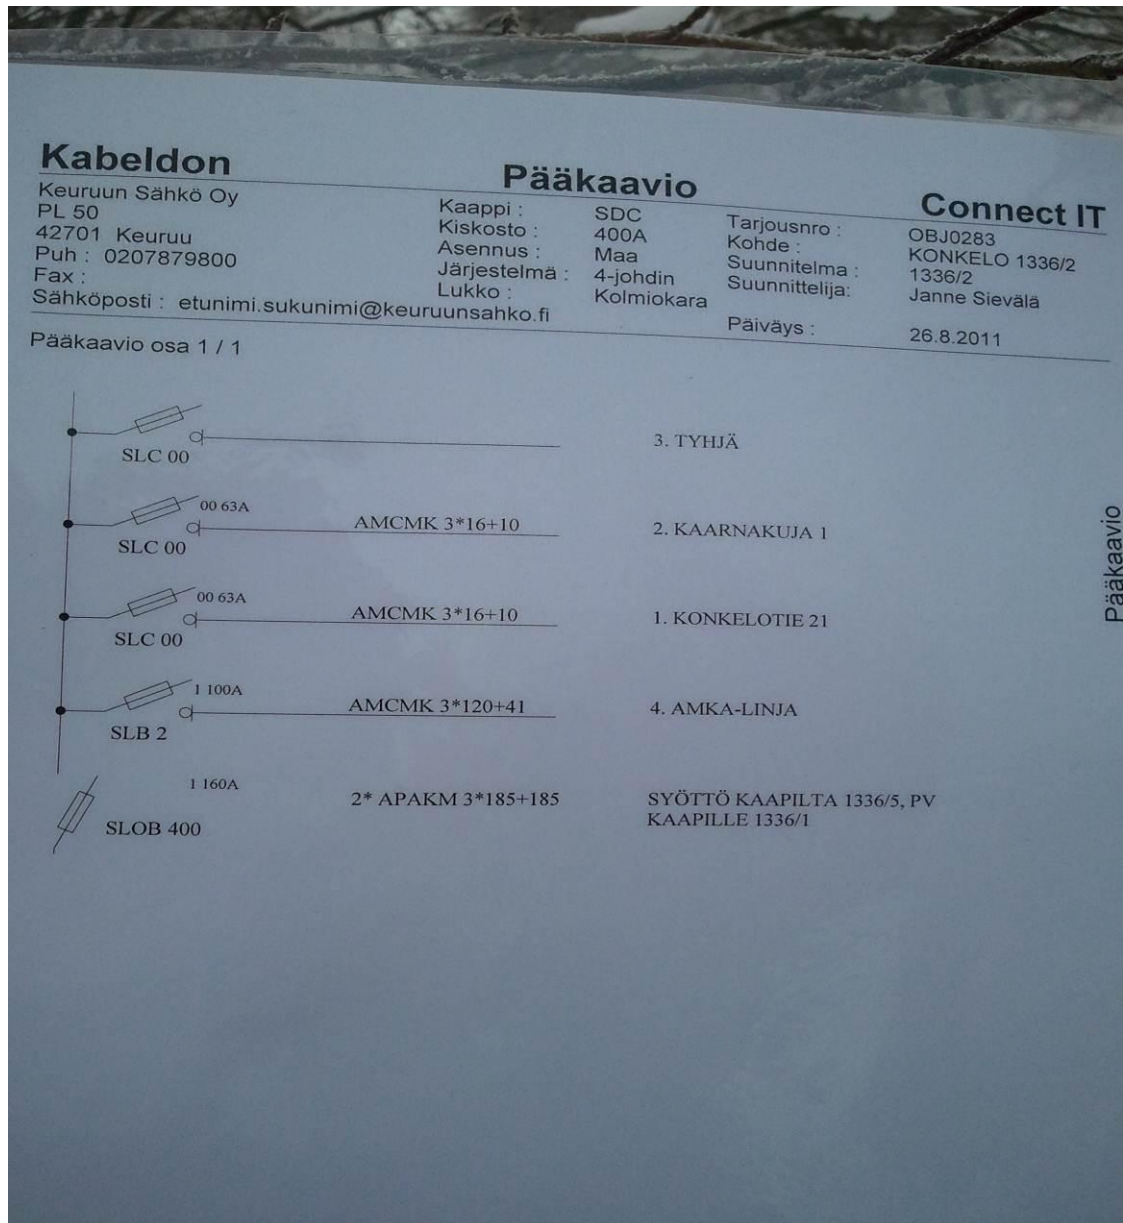 Kabeldon
Pääkaavio
Connect IT
Keuruun Sähkö Oy
PL 50
42701 Keuruu
Puh : 0207879800
Fax :
Sähköposti : etunimi.sukunimi@keuruunsahko.fi
Kaappi : SDC
Kiskosto : 400A
Asennus : Maa
Järjestelmä : 4-johdin
Lukko : Kolmiokara
Tarjousnro : OBJ0283
Kohde : KONKELO 1336/2
Suunnitelma : 1336/2
Suunnittelija: Janne Sievälä
Päiväys : 26.8.2011
Pääkaavio osa 1 / 1
SLC 00
3. TYHJÄ
00 63A
SLC 00
AMCMK 3*16+10
2. KAARNAKUJA 1
00 63A
SLC 00
AMCMK 3*16+10
1. KONKELOTIE 21
1 100A
SLB 2
AMCMK 3*120+41
4. AMKA-LINJA
1 160A
SLOB 400
2* APAKM 3*185+185
SYÖTTÖ KAAPILTA 1336/5, PV
KAAPILLE 1336/1
Pääkaavio